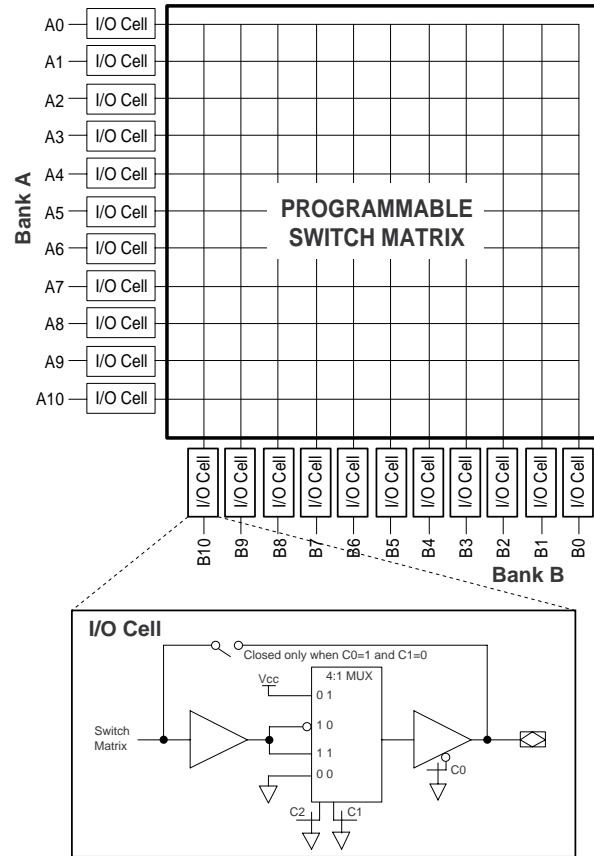 A0 I/O Cell
A1 I/O Cell
A2 I/O Cell
A3 I/O Cell
A4 I/O Cell
A5 I/O Cell
A6 I/O Cell
A7 I/O Cell
A8 I/O Cell
A9 I/O Cell
A10 I/O Cell
Bank A
PROGRAMMABLE
SWITCH MATRIX
I/O Cell I/O Cell I/O Cell I/O Cell I/O Cell I/O Cell I/O Cell I/O Cell I/O Cell I/O Cell I/O Cell
B10 B9 B8 B7 B6 B5 B4 B3 B2 B1 B0
Bank B
I/O Cell
Closed only when C0=1 and C1=0
4:1 MUX
Vcc
0 1
Switch
Matrix
1 0
1 1
0 0
C0
C2 C1